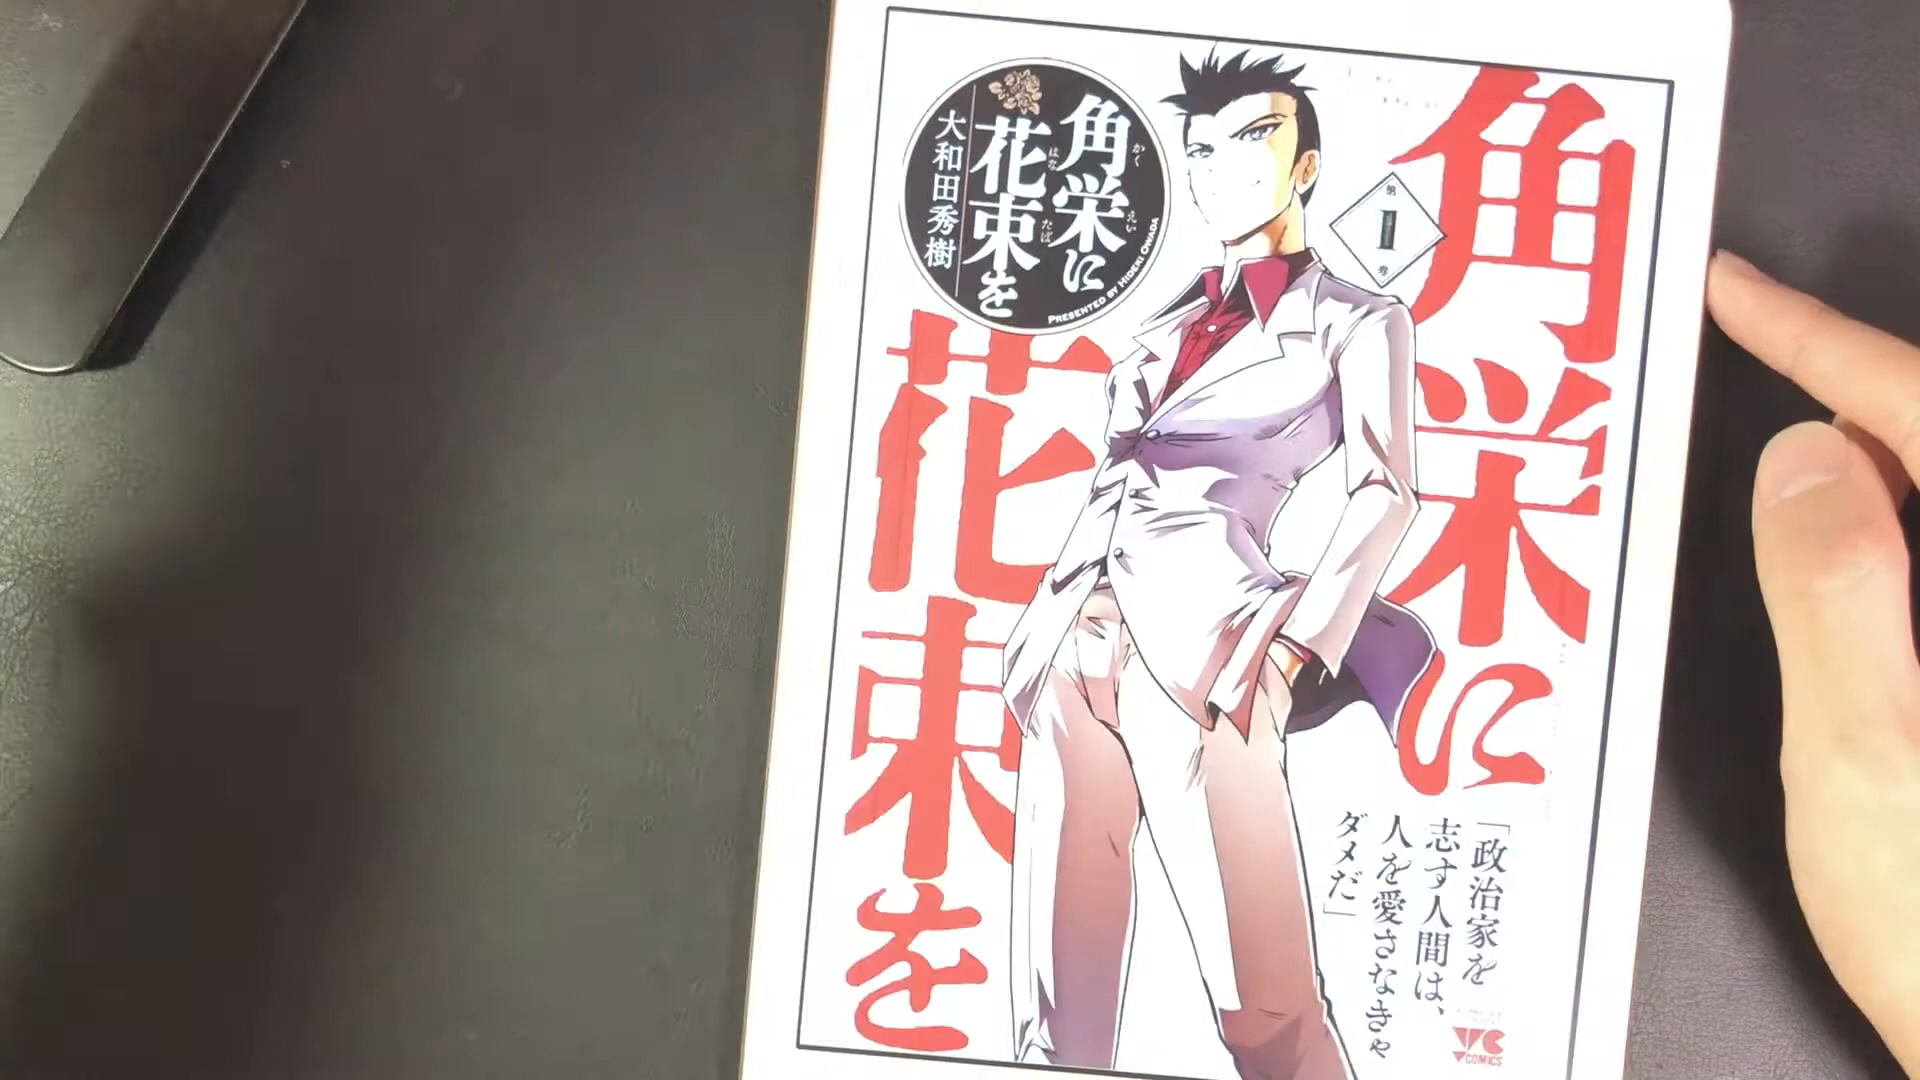 角栄に
花束を
第
1
巻
角栄に
かくえい
花束を
はなたば
大和田秀樹
PRESENTED BY HIDEKI OWADA
「政治家を
志す人間は、
人を愛さなきゃ
ダメだ」
YC
COMICS